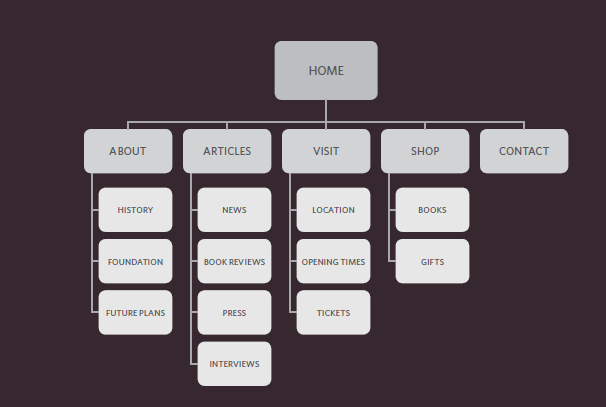 HOME
ABOUT
ARTICLES
VISIT
SHOP
CONTACT
HISTORY
NEWS
LOCATION
BOOKS
FOUNDATION
BOOK REVIEWS
OPENING TIMES
GIFTS
FUTURE PLANS
PRESS
TICKETS
INTERVIEWS